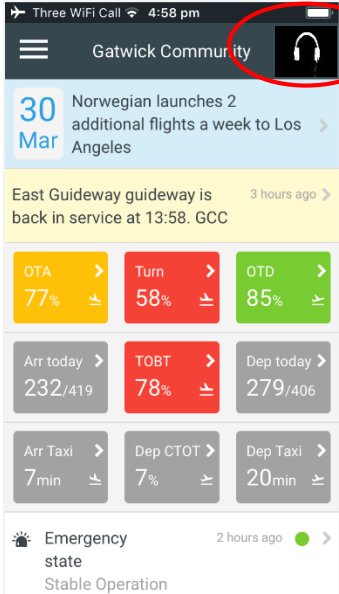 Three WiFi Call 4:58 pm
Gatwick Community
30 Mar
Norwegian launches 2
additional flights a week to Los
Angeles
East Guideway guideway is 3 hours ago
back in service at 13:58. GCC
OTA Turn OTD
77% 58% 85%
Arr today TOBT Dep today
232/419 78% 279/406
Arr Taxi Dep CTOT Dep Taxi
7min 7% 20min
Emergency 2 hours ago
state
Stable Operation